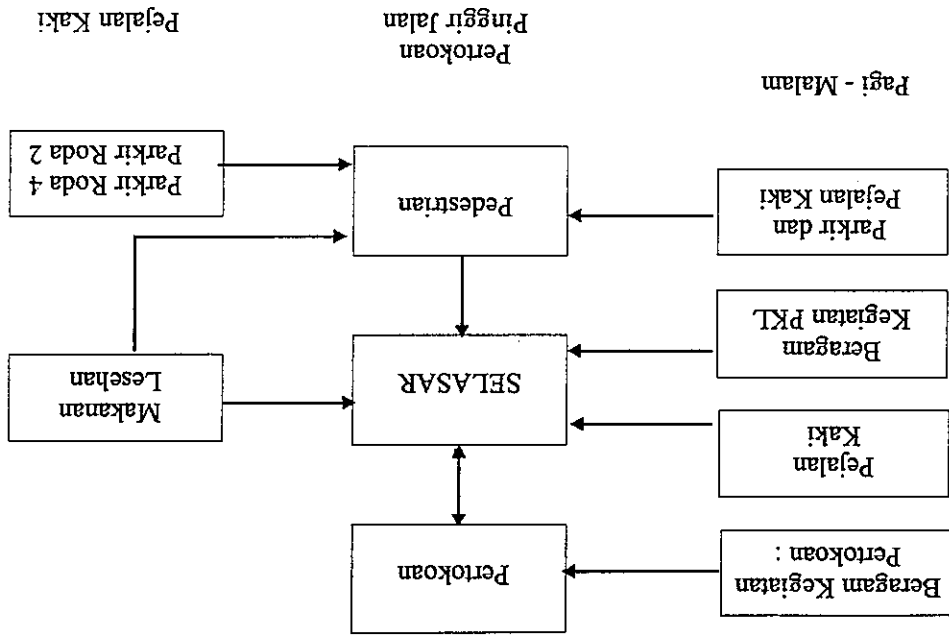 Beragam Kegiatan
Pertokoan :
Pertokoan
Pejalan
Kaki
Beragam
Kegiatan PKL
SELASAR
Makanan
Lesehan
Parkir dan
Pejalan Kaki
Pedestrian
Parkir Roda 4
Parkir Roda 2
Pagi - Malam
Pertokoan
Pinggir Jalan
Pejalan Kaki